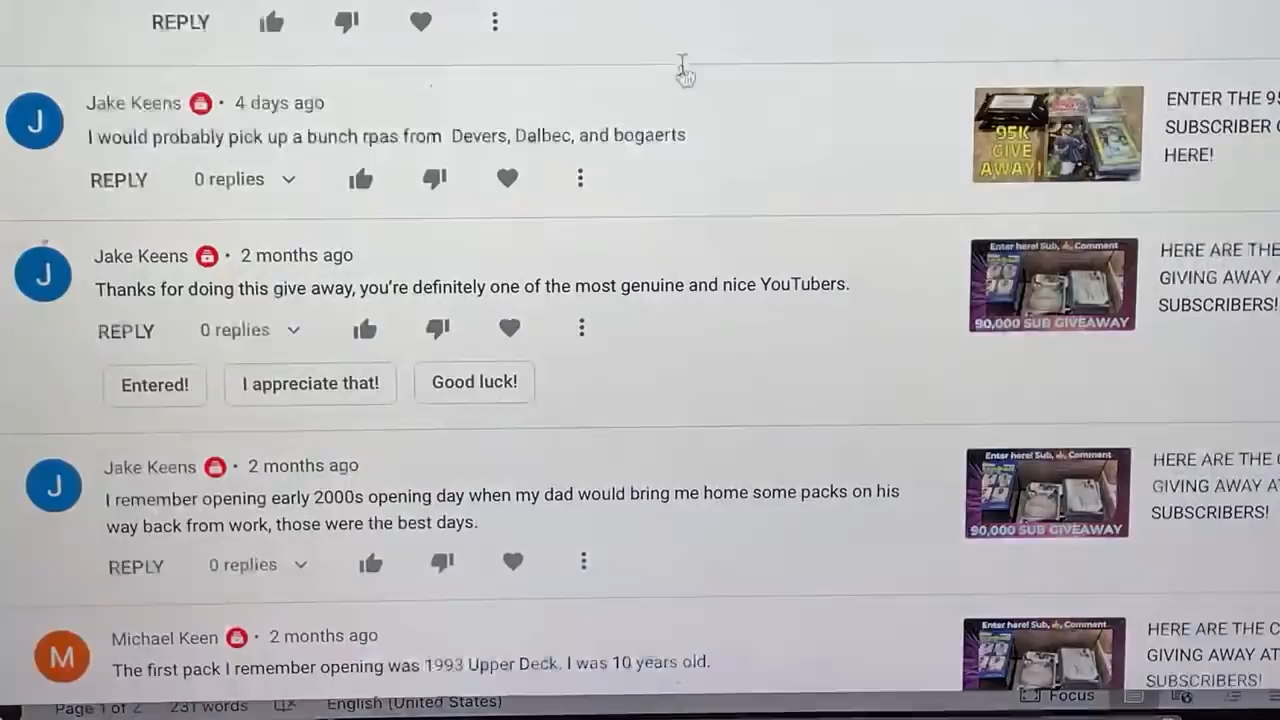 REPLY
Jake Keens • 4 days ago
I would probably pick up a bunch rpas from Devers, Dalbec, and bogaerts
REPLY 0 replies
95K
GIVE
AWAY!
ENTER THE 95
SUBSCRIBER
HERE!
Jake Keens • 2 months ago
Thanks for doing this give away, you're definitely one of the most genuine and nice YouTubers.
REPLY 0 replies
Entered! I appreciate that! Good luck!
Enter here! Sub, 👍, Comment
90,000 SUB GIVEAWAY
HERE ARE THE
GIVING AWAY A
SUBSCRIBERS!
Jake Keens • 2 months ago
I remember opening early 2000s opening day when my dad would bring me home some packs on his
way back from work, those were the best days.
REPLY 0 replies
Enter here! Sub, 👍, Comment
90,000 SUB GIVEAWAY
HERE ARE THE
GIVING AWAY AT
SUBSCRIBERS!
Michael Keen • 2 months ago
The first pack I remember opening was 1993 Upper Deck. I was 10 years old.
Enter here! Sub, 👍, Comment
HERE ARE THE C
GIVING AWAY AT
SUBSCRIBERS!
Page 1 of 2 231 words English (United States) Focus